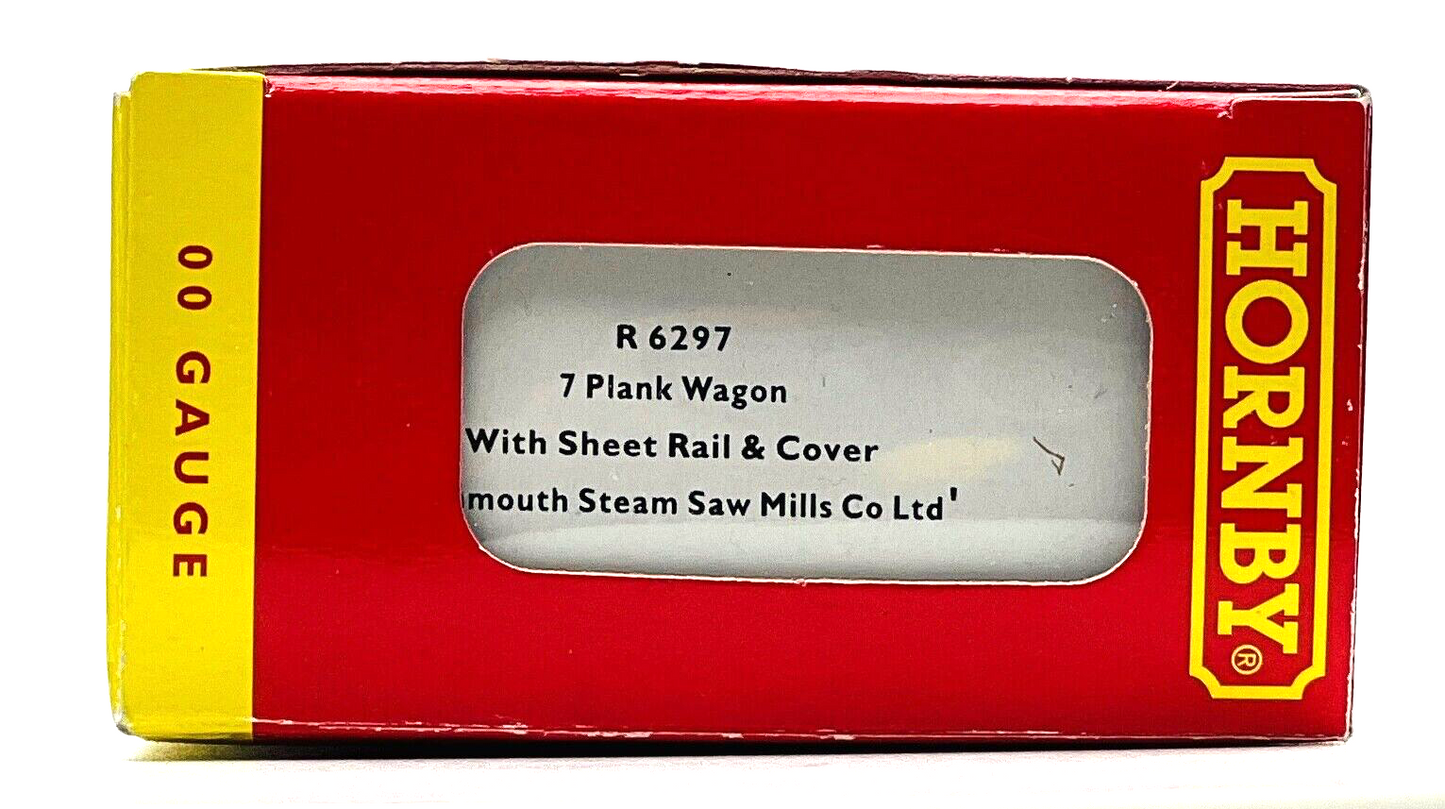 00 GAUGE
R 6297
7 Plank Wagon
With Sheet Rail & Cover
mouth Steam Saw Mills Co Ltd'
HORNBY®